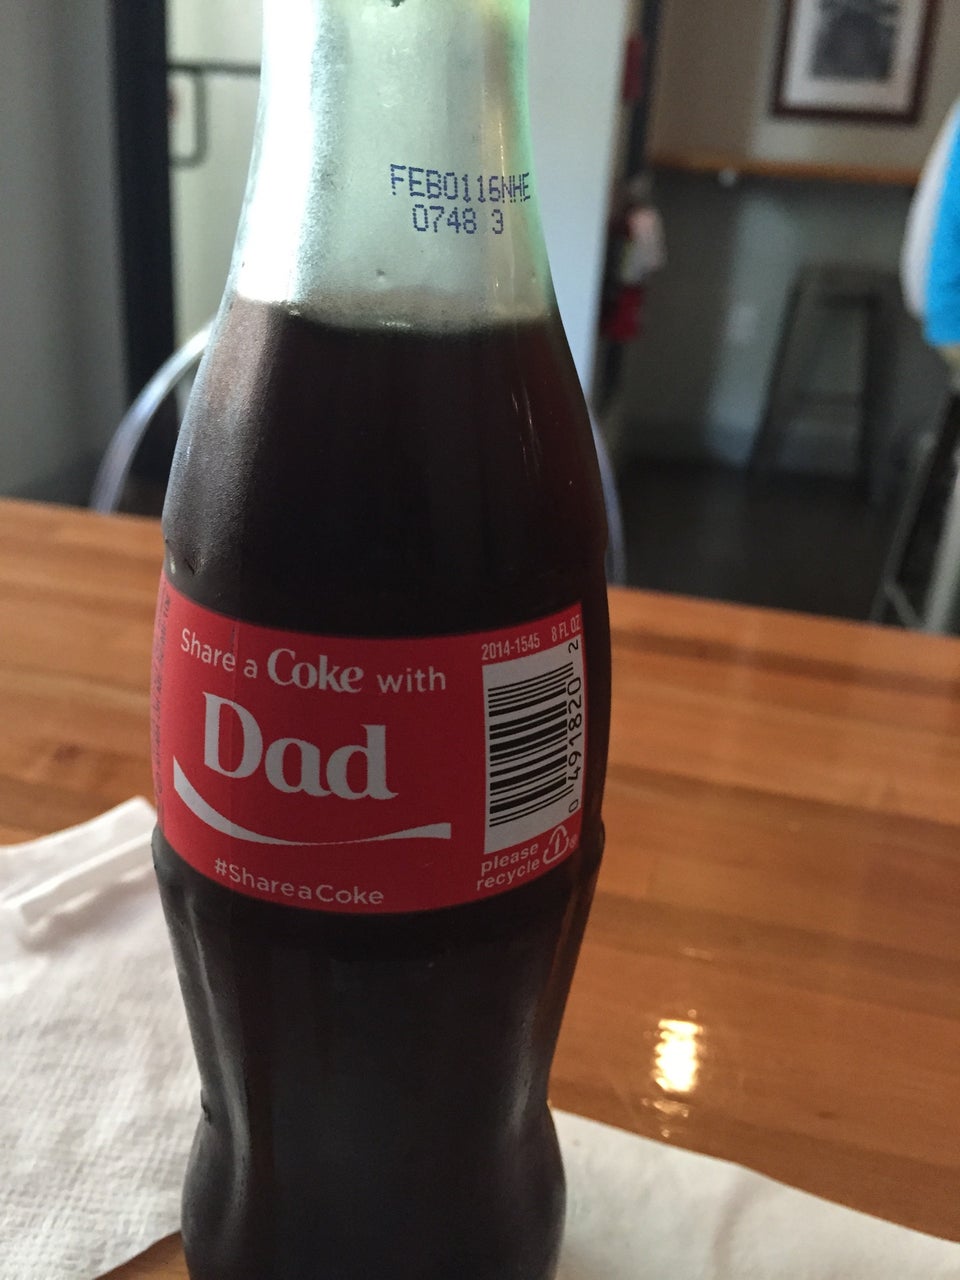 FEB0116NHE
0748 3
Share a Coke with
Dad
#ShareaCoke
2014-1545 8 FL OZ
0 491820 2
please
recycle